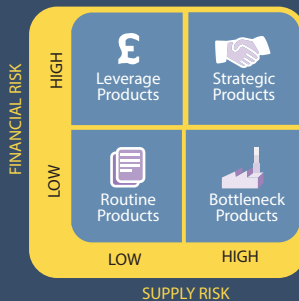 FINANCIAL RISK
HIGH
£
Leverage
Products
Strategic
Products
LOW
Routine
Products
Bottleneck
Products
LOW
HIGH
SUPPLY RISK